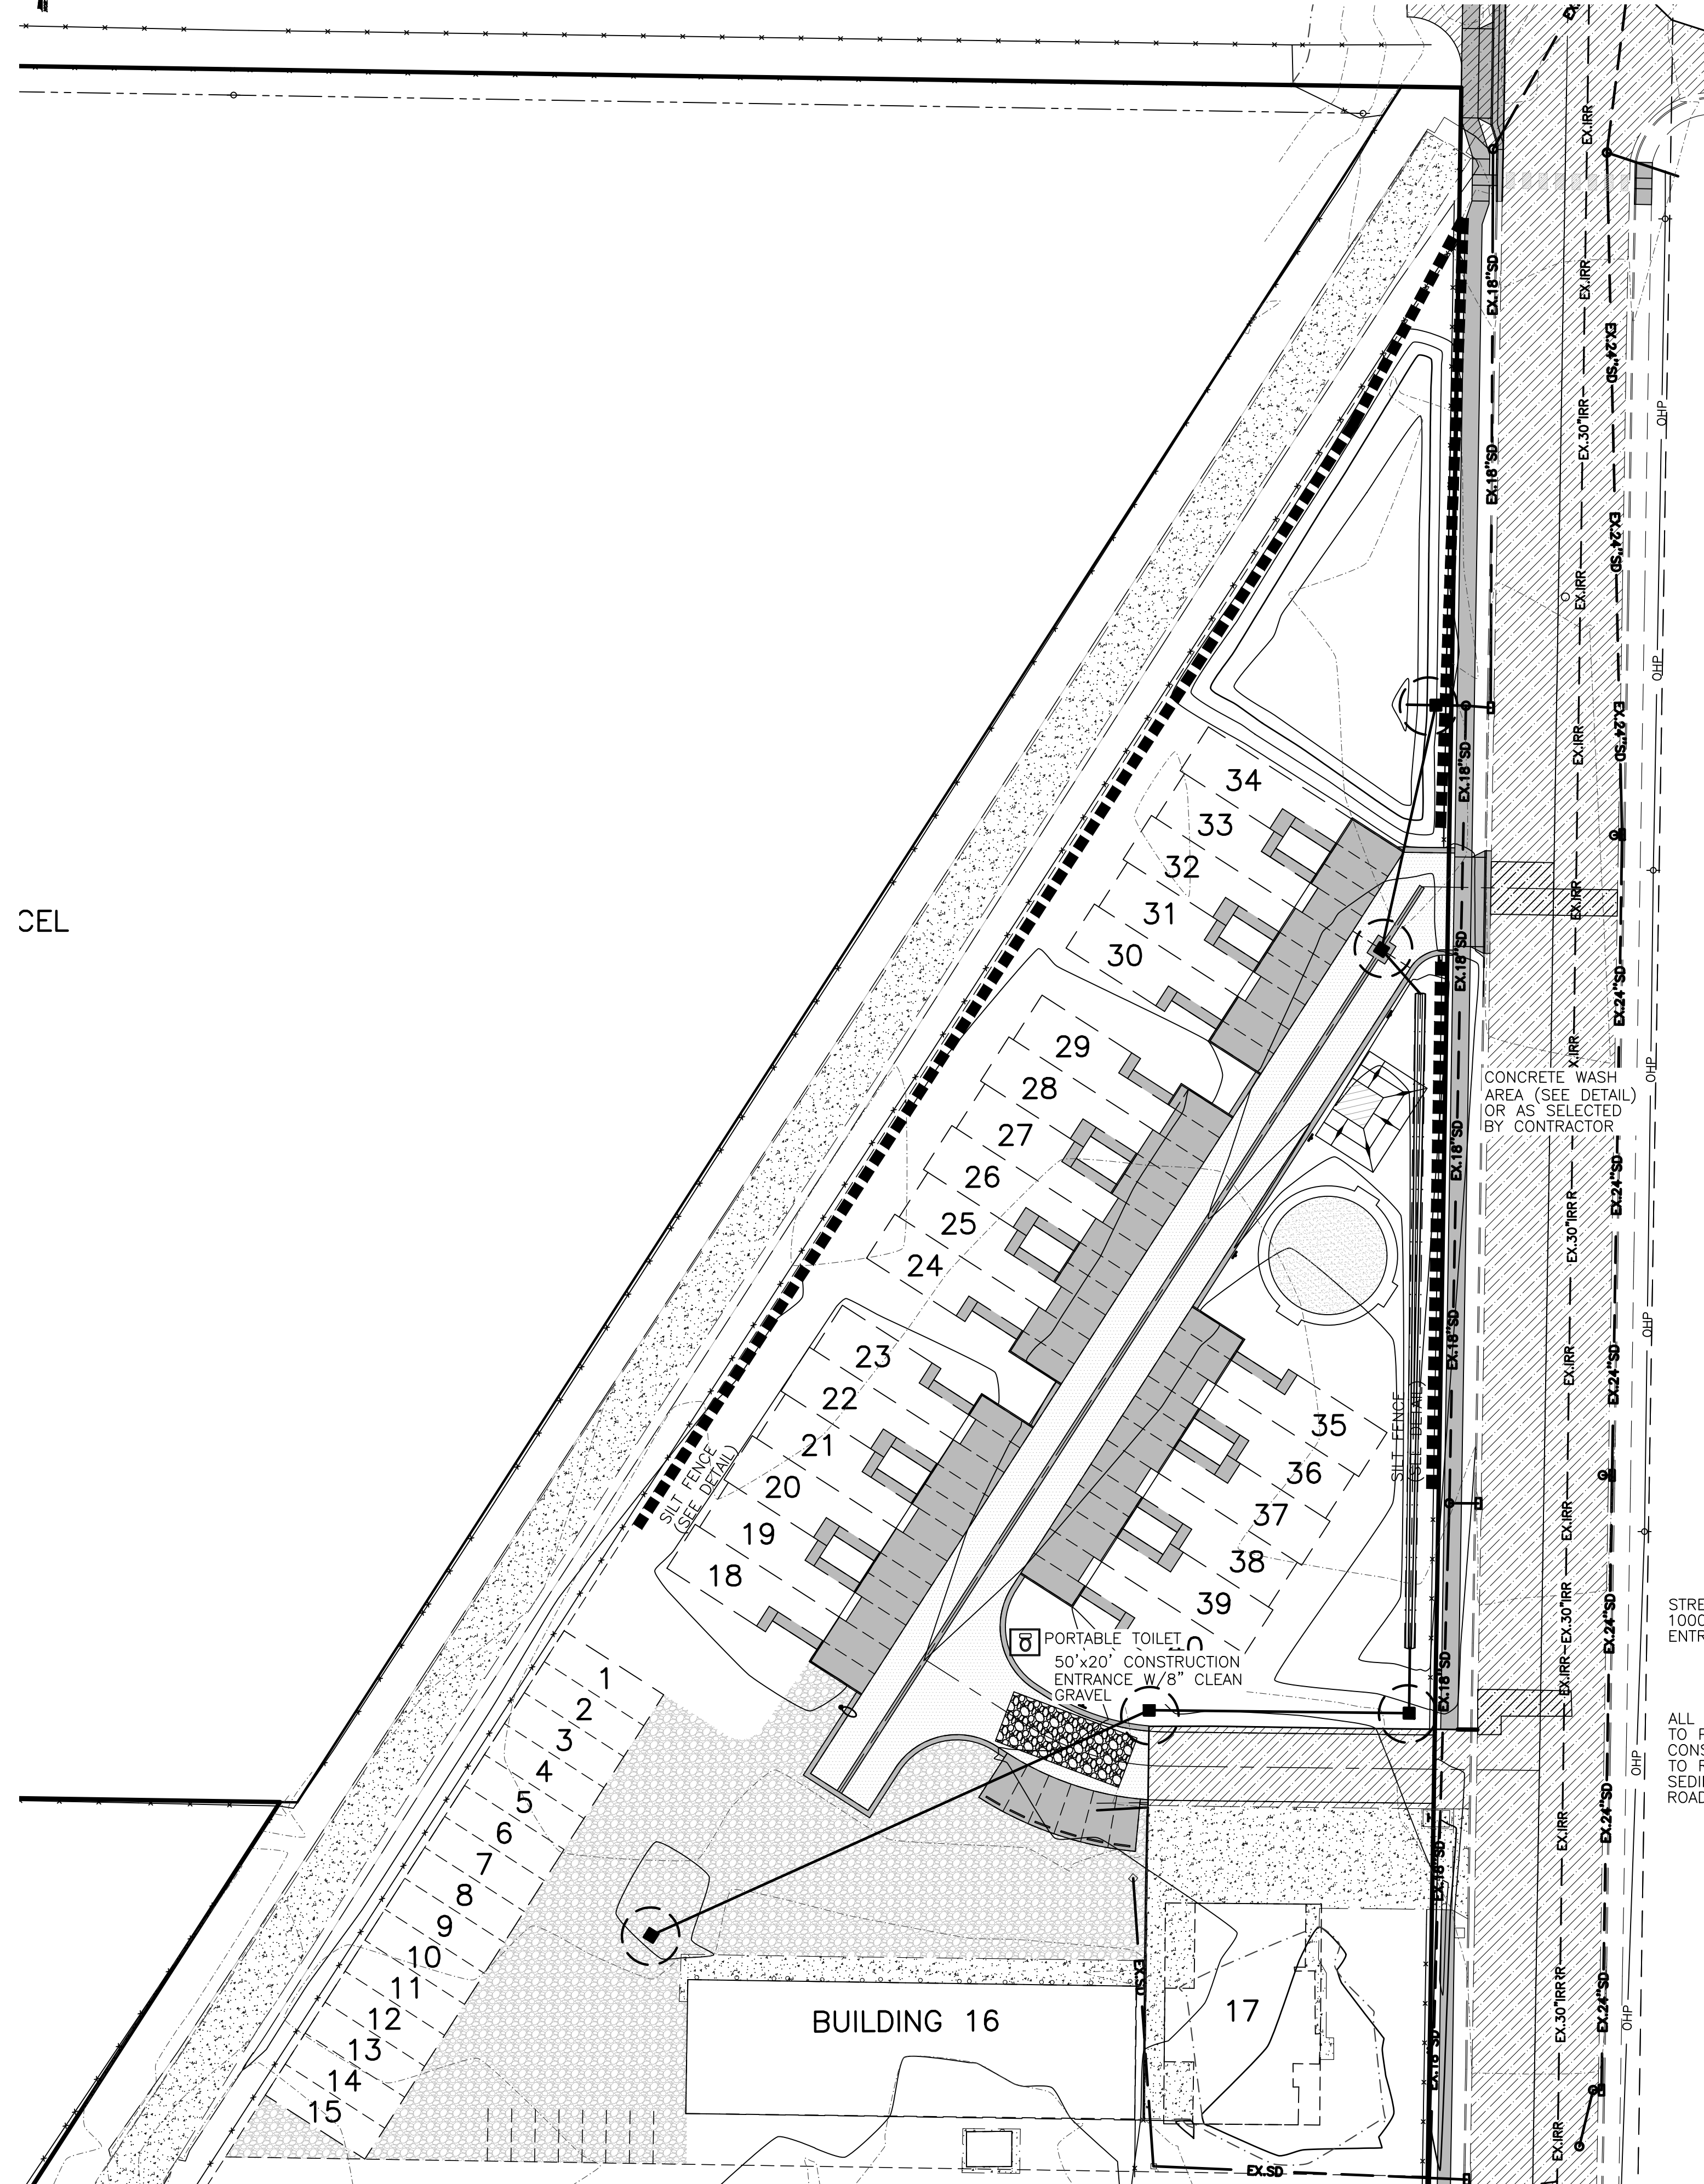 EX.IRR
EX.IRR
EX.18"SD
EX.30"IRR
EX.24"SD
EX.18"SD
EX.24"SD
OHP
EX.IRR
OHP
EX.IRR
EX.24"SD
EX.18"SD
34
33
32
31
30
CEL
EX.IRR
EX.18"SD
EX.24"SD
29
28
27
26
25
24
CONCRETE WASH
AREA (SEE DETAIL)
OR AS SELECTED
BY CONTRACTOR
OHP
EX.18"SD
EX.24"SD
EX.30"IRR
23
22
21
20
19
18
EX.18"SD
EX.24"SD
OHP
EX.IRR
35
36
37
38
39
SILT FENCE
(SEE DETAIL)
SILT FENCE
(SEE DETAIL)
EX.IRR
EX.30"IRR
EX.24"SD
PORTABLE TOILET
50'x20' CONSTRUCTION
ENTRANCE W/8" CLEAN
GRAVEL
EX.18"SD
EX.IRR
1
2
3
4
5
6
7
8
9
10
11
12
13
14
15
STRE
100
ENTR
ALL
TO
CONS
TO
SEDI
ROAD
OHP
EX.24"SD
EX.IRR
EX.18"SD
EX.SD
BUILDING 16
17
EX.30"IRR
EX.24"SD
OHP
EX.18"SD
EX.IRR
EX.SD